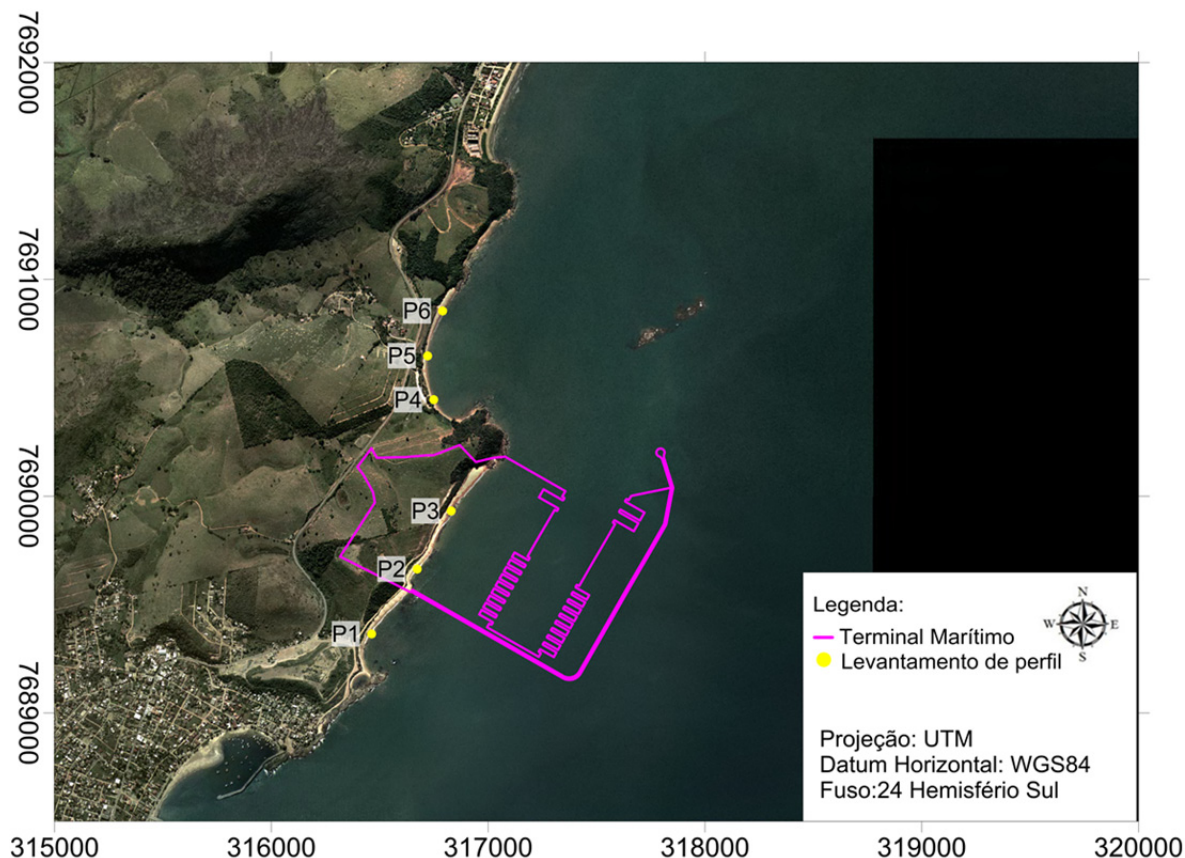 7692000
7691000
7690000
7689000
P6
P5
P4
P3
P2
P1
Legenda:
Terminal Marítimo
Levantamento de perfil
N
W E
S
Projeção: UTM
Datum Horizontal: WGS84
Fuso:24 Hemisfério Sul
315000 316000 317000 318000 319000 320000